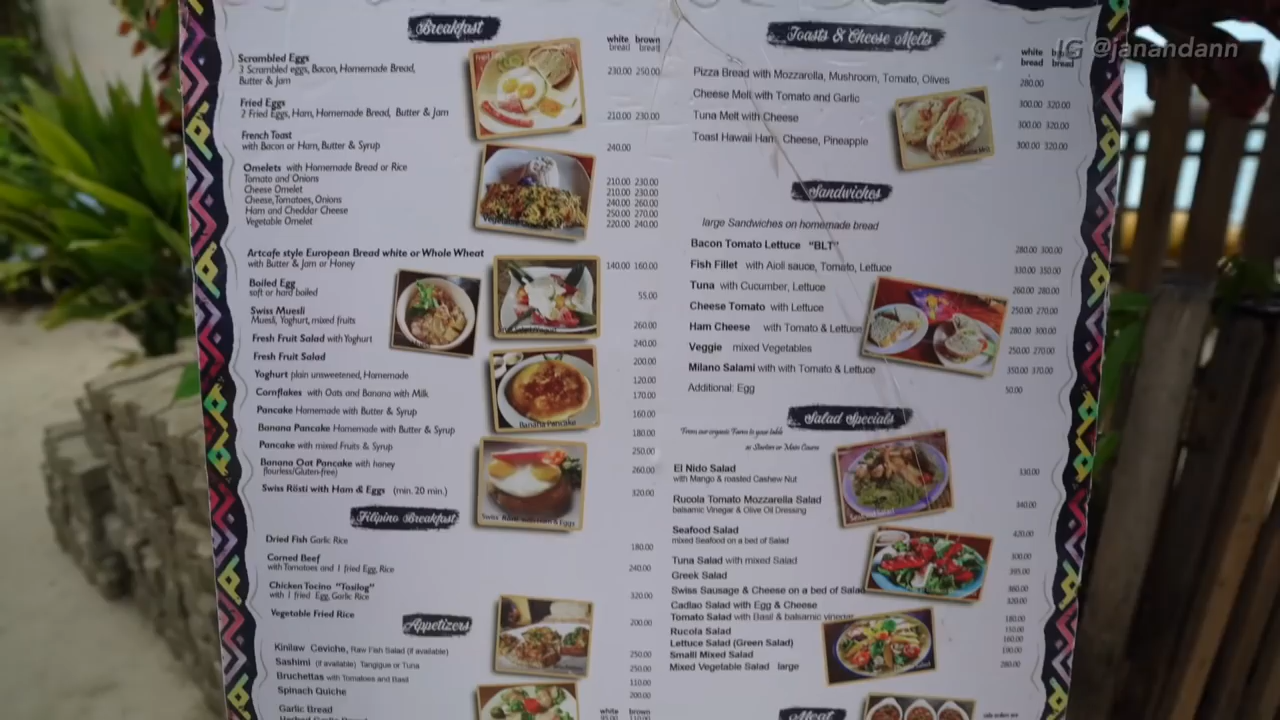 Breakfast
white brown
bread bread
Scrambled Eggs
3 Scrambled eggs, Bacon, Homemade Bread,
Butter & Jam
230.00 250.00
Fried Eggs
2 Fried Eggs, Ham, Homemade Bread, Butter & Jam
210.00 230.00
French Toast
with Bacon or Ham, Butter & Syrup
240.00
Omelets with Homemade Bread or Rice
Tomato and Onions 210.00 230.00
Cheese Omelet 210.00 230.00
Cheese, Tomatoes, Onions 240.00 260.00
Ham and Cheddar Cheese 250.00 270.00
Vegetable Omelet 220.00 240.00
Artcafe style European Bread white or Whole Wheat
with Butter & Jam or Honey 140.00 160.00
Boiled Egg
soft or hard boiled 55.00
Swiss Muesli
Muesli, Yoghurt, mixed fruits 260.00
Fresh Fruit Salad with Yoghurt 240.00
Fresh Fruit Salad 200.00
Yoghurt plain unsweetened, Homemade 120.00
Cornflakes with Oats and Banana with Milk 170.00
Pancake Homemade with Butter & Syrup 160.00
Banana Pancake Homemade with Butter & Syrup 180.00
Pancake with mixed Fruits & Syrup 250.00
Banana Oat Pancake with honey 260.00
(flourless/Gluten-free)
Swiss Rösti with Ham & Eggs (min. 20 min.) 320.00
Banana Pancake
Swiss Rösti with Ham & Eggs
Filipino Breakfast
Dried Fish Garlic Rice 180.00
Corned Beef
with Tomatoes and 1 fried Egg, Rice 240.00
Chicken Tocino "Tosilog"
with 1 fried Egg, Garlic Rice 320.00
Vegetable Fried Rice 200.00
Appetizers
Kinilaw Ceviche, Raw Fish Salad (if available) 250.00
Sashimi (if available) Tangigue or Tuna 250.00
Bruchettas with Tomatoes and Basil 110.00
Spinach Quiche 200.00
white brown
Garlic Bread 95.00 110.00
Toasts & Cheese Melts
white brown
bread bread
IG @janandann
Pizza Bread with Mozzarella, Mushroom, Tomato, Olives 280.00
Cheese Melt with Tomato and Garlic 300.00 320.00
Tuna Melt with Cheese 300.00 320.00
Toast Hawaii Ham, Cheese, Pineapple 300.00 320.00
Sandwiches
large Sandwiches on homemade bread
Bacon Tomato Lettuce "BLT" 280.00 300.00
Fish Fillet with Aioli sauce, Tomato, Lettuce 330.00 350.00
Tuna with Cucumber, Lettuce 260.00 280.00
Cheese Tomato with Lettuce 250.00 270.00
Ham Cheese with Tomato & Lettuce 280.00 300.00
Veggie mixed Vegetables 250.00 270.00
Milano Salami with with Tomato & Lettuce 350.00 370.00
Additional: Egg 50.00
Salad Specials
From our organic Farm to your table
as Starters or Main Course
El Nido Salad
with Mango & roasted Cashew Nut
Rucola Tomato Mozzarella Salad 340.00
balsamic Vinegar & Olive Oil Dressing
Seafood Salad 420.00
mixed Seafood on a bed of Salad
Seafood Salad
Tuna Salad with mixed Salad 300.00
Greek Salad 395.00
Swiss Sausage & Cheese on a bed of Salad 360.00
Cadlao Salad with Egg & Cheese 320.00
Tomato Salad with Basil & balsamic vinegar 180.00
Rucola Salad
Lettuce Salad (Green Salad) 160.00
Small Mixed Salad 190.00
Mixed Vegetable Salad large 280.00
Meat